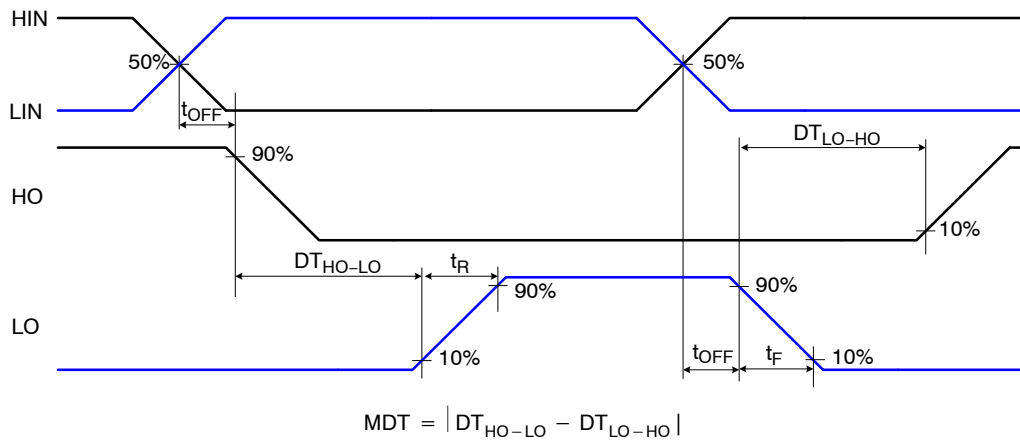 HIN
50%
50%
LIN
tOFF
DTLO–HO
90%
HO
10%
DTHO–LO
tR
90%
90%
LO
10%
tOFF
tF
10%
MDT = |DTHO–LO – DTLO–HO|